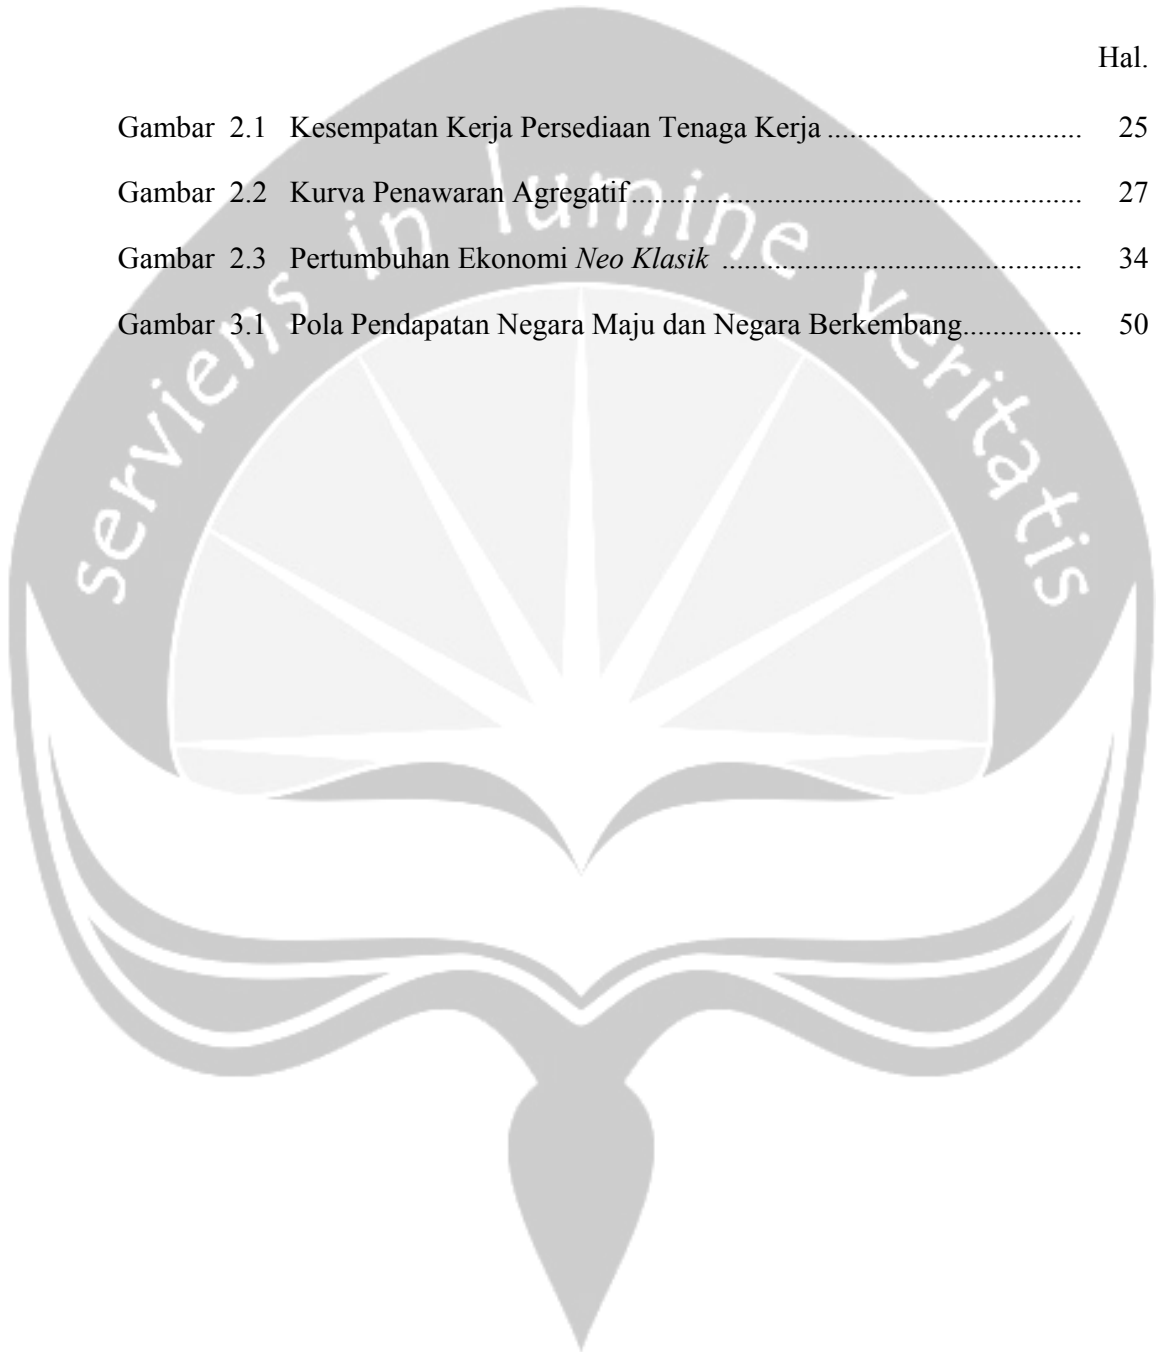 Hal.
Gambar 2.1 Kesempatan Kerja Persediaan Tenaga Kerja .................................. 25
Gambar 2.2 Kurva Penawaran Agregatif............................................................ 27
Gambar 2.3 Pertumbuhan Ekonomi Neo Klasik ................................................ 34
Gambar 3.1 Pola Pendapatan Negara Maju dan Negara Berkembang................ 50
serviens in lumine veritatis